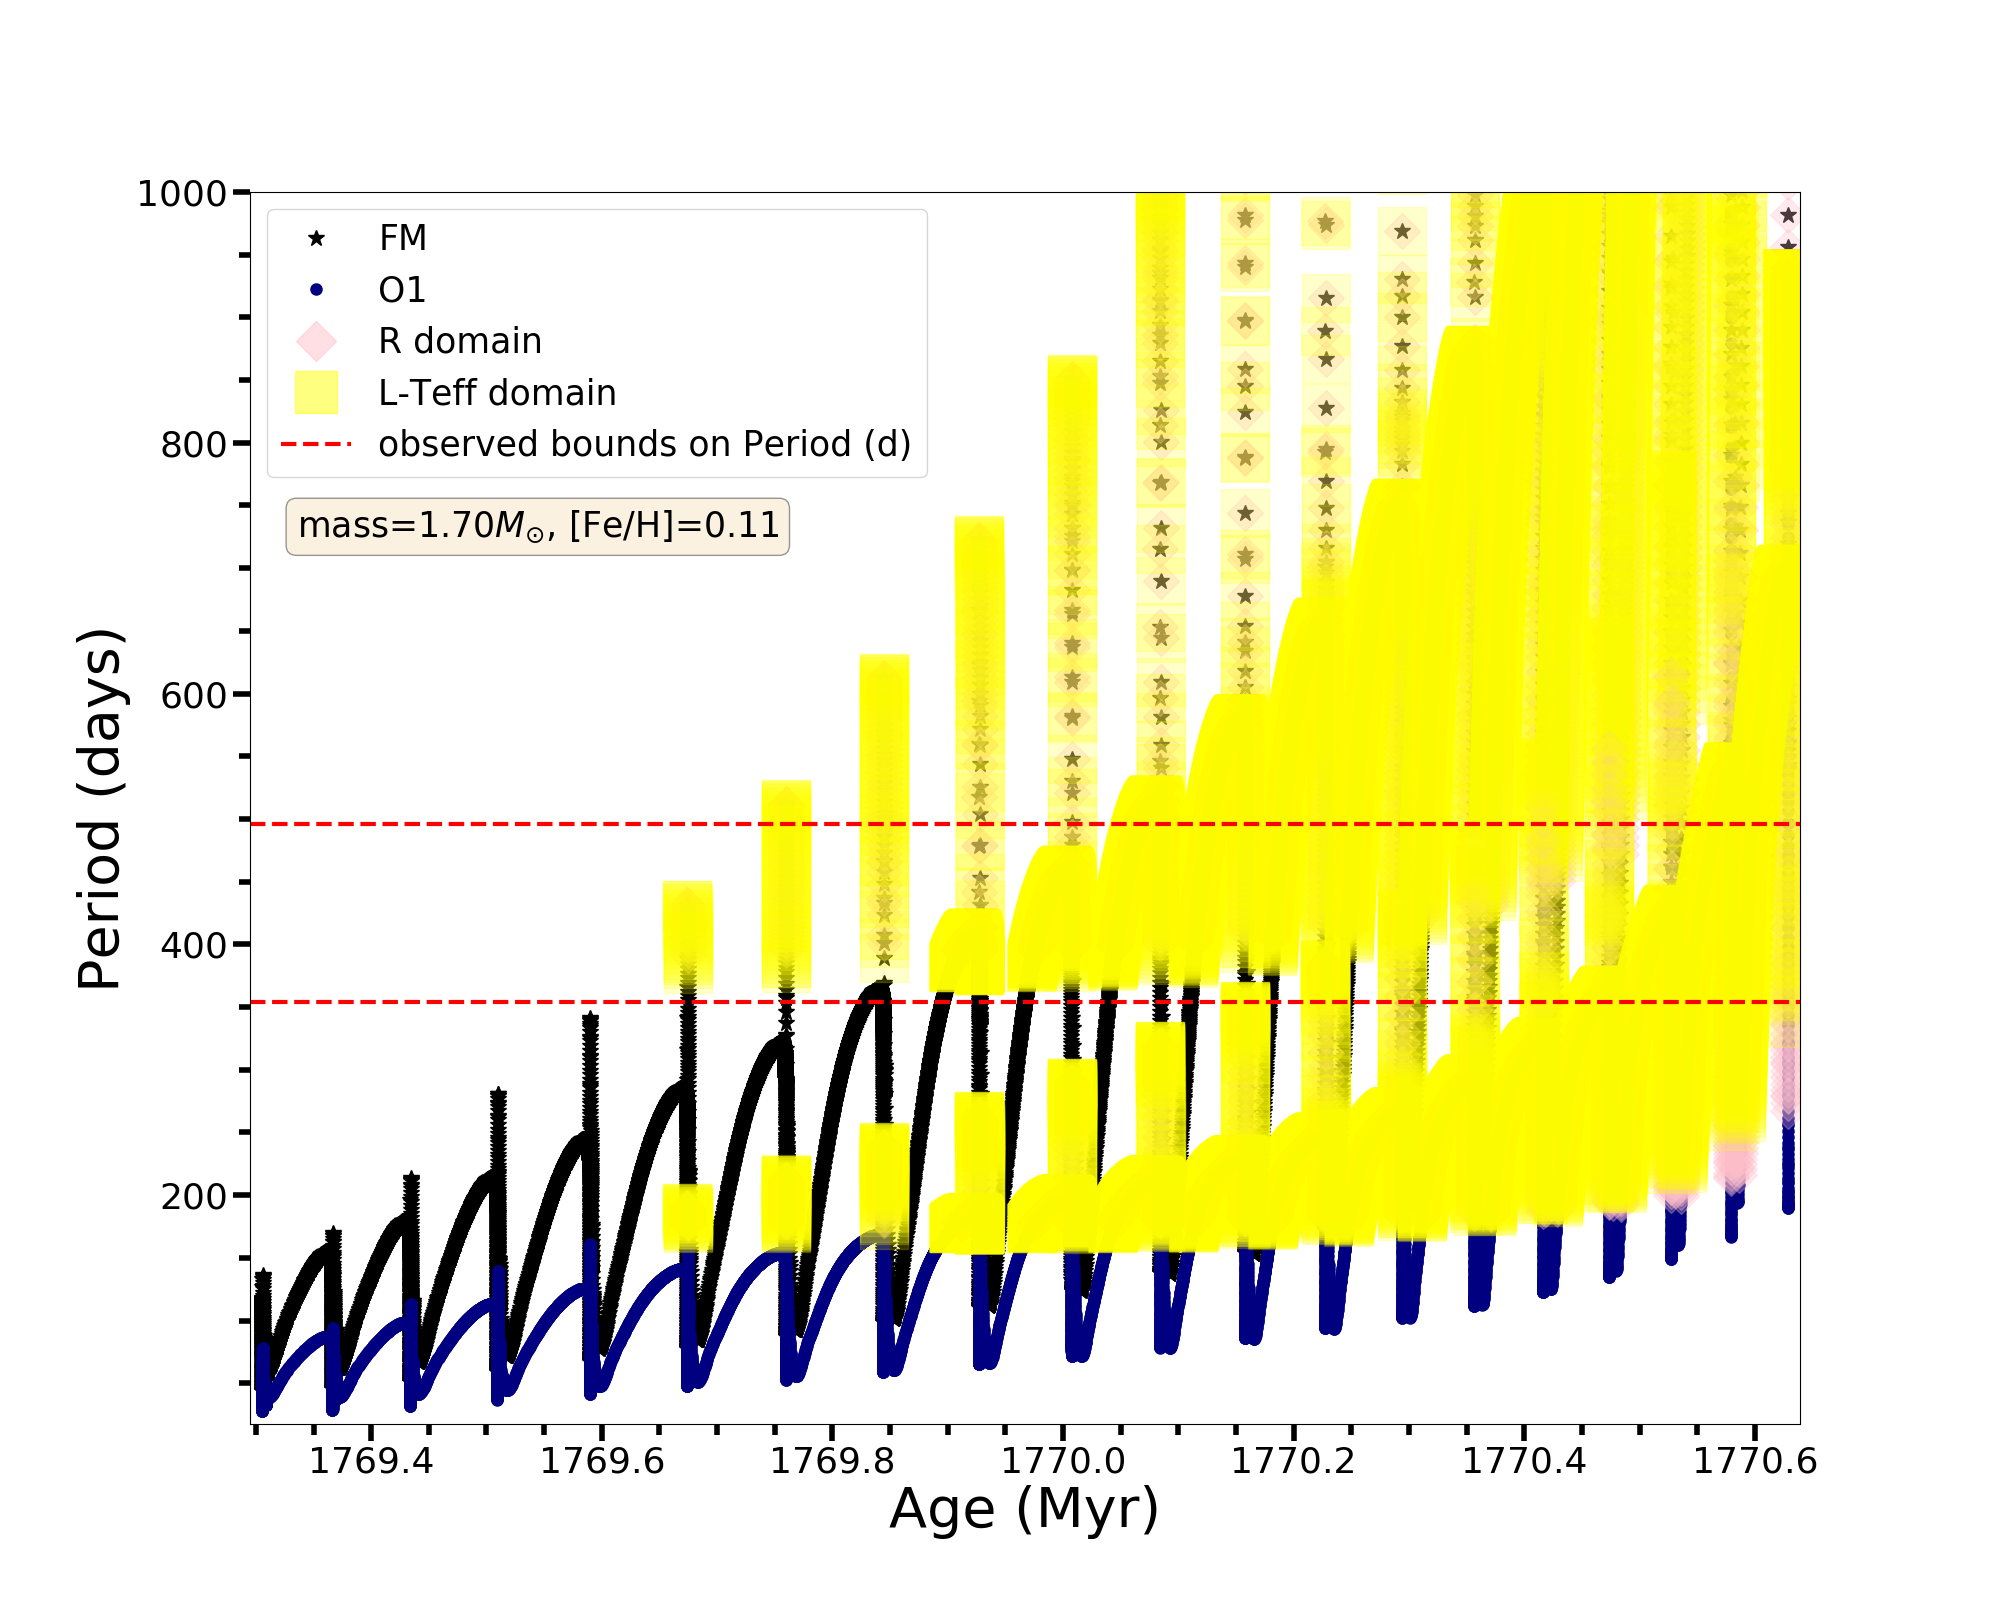 1000
800
600
400
200
Period (days)
FM
O1
R domain
L-Teff domain
observed bounds on Period (d)
mass=1.70M⊙, [Fe/H]=0.11
1769.4 1769.6 1769.8 1770.0 1770.2 1770.4 1770.6
Age (Myr)